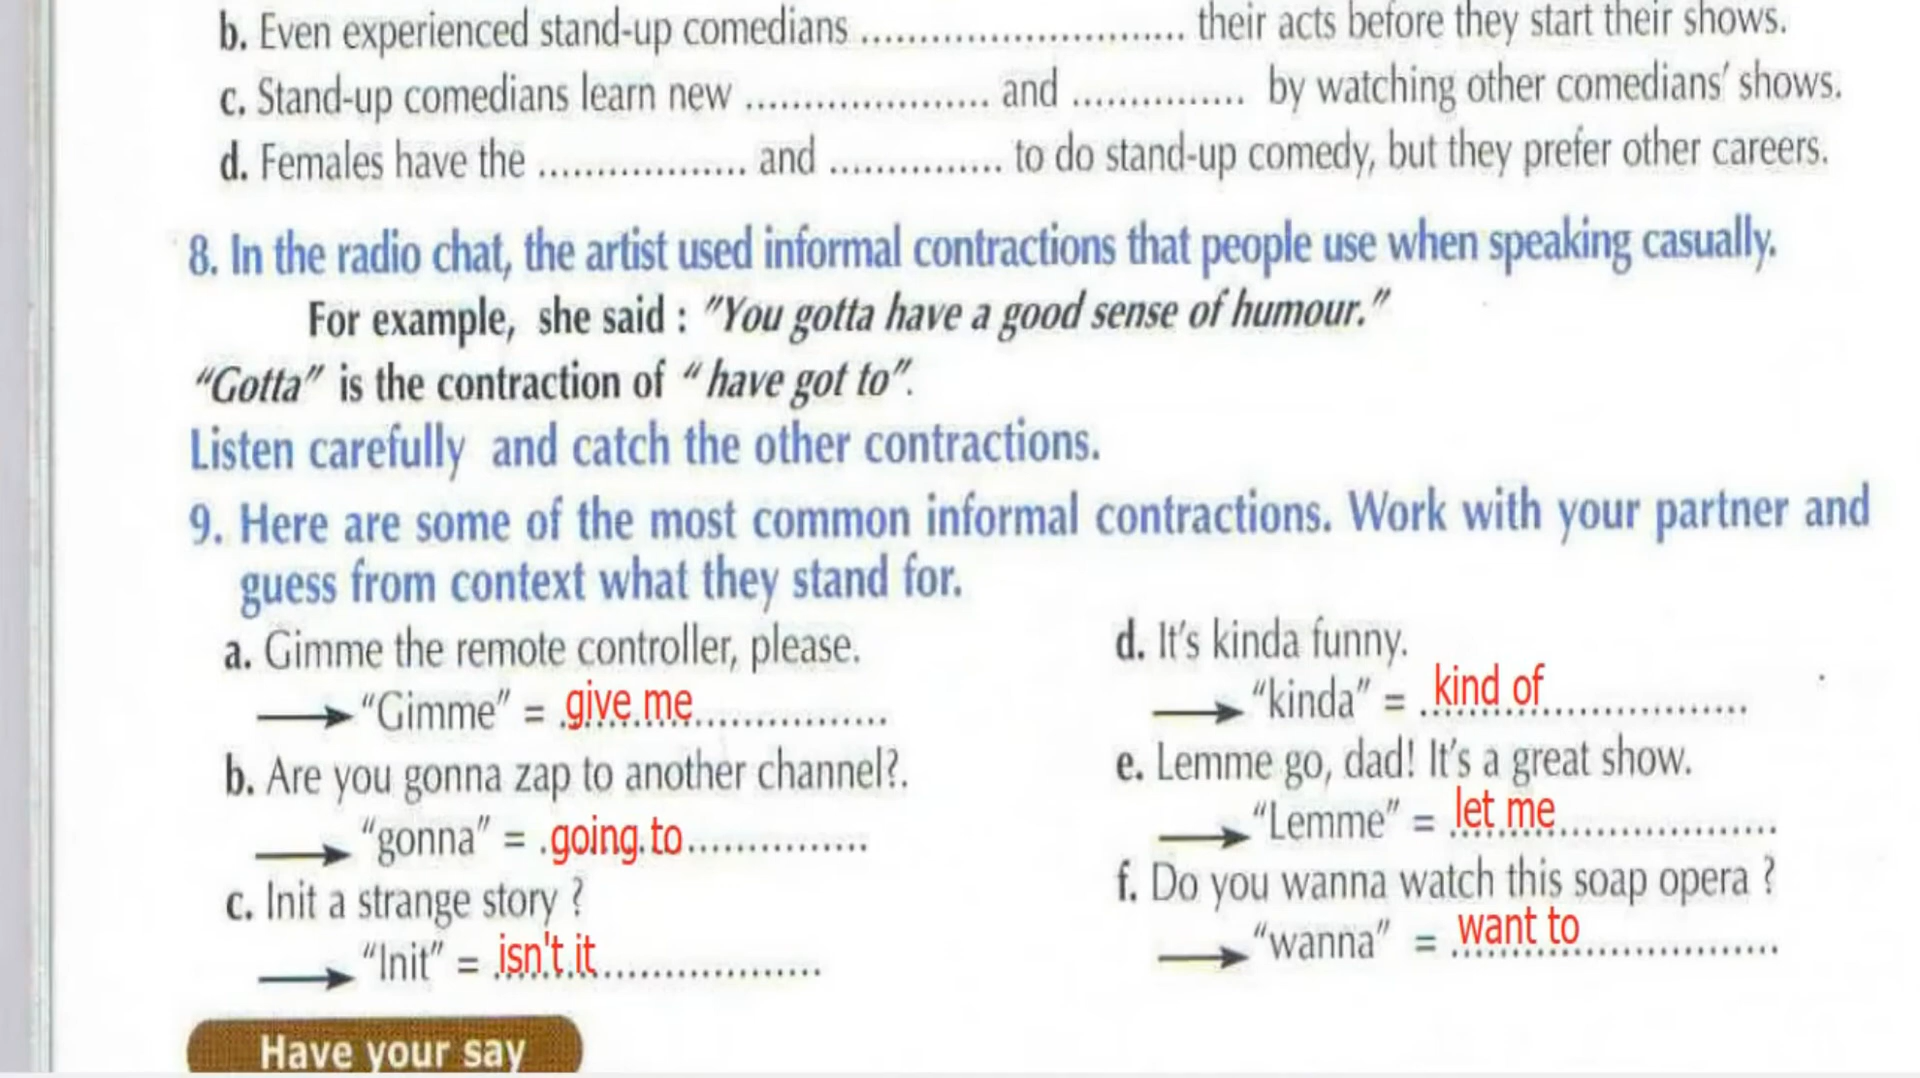 b. Even experienced stand-up comedians ............................ their acts before they start their shows.
c. Stand-up comedians learn new ..................... and ............... by watching other comedians' shows.
d. Females have the .................. and ............... to do stand-up comedy, but they prefer other careers.
8. In the radio chat, the artist used informal contractions that people use when speaking casually.
For example, she said : "You gotta have a good sense of humour."
"Gotta" is the contraction of " have got to".
Listen carefully and catch the other contractions.
9. Here are some of the most common informal contractions. Work with your partner and
guess from context what they stand for.
a. Gimme the remote controller, please.
"Gimme" = give me
b. Are you gonna zap to another channel?.
"gonna" = going to
c. Init a strange story ?
"Init" = isn't it
d. It's kinda funny.
"kinda" = kind of
e. Lemme go, dad! It's a great show.
"Lemme" = let me
f. Do you wanna watch this soap opera ?
"wanna" = want to
Have your say